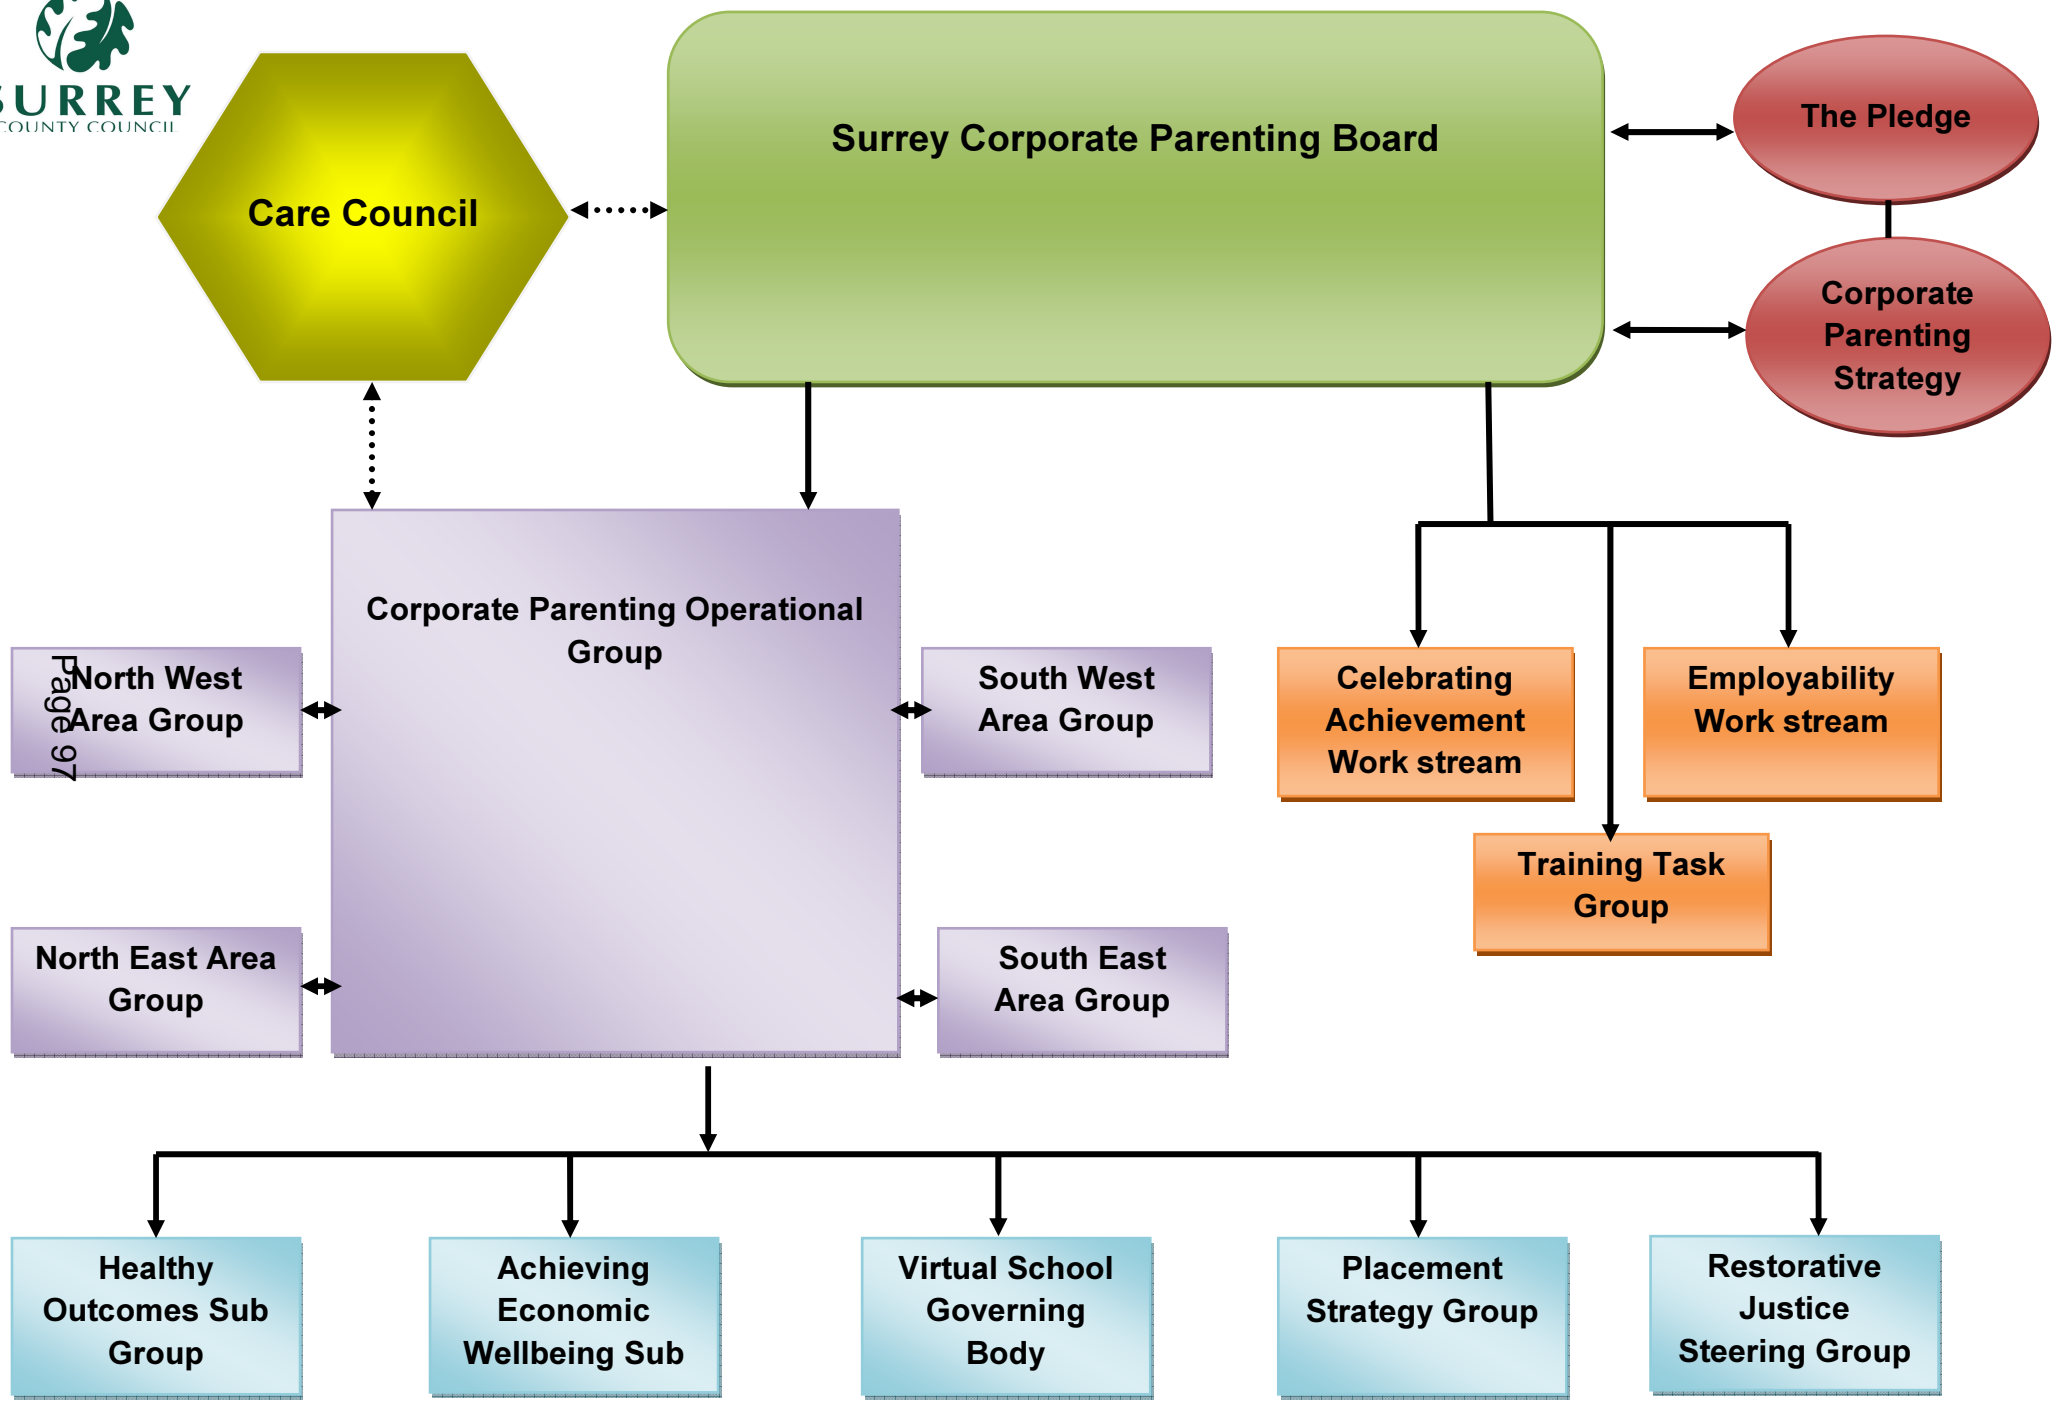 SURREY
COUNTY COUNCIL
Care Council
Surrey Corporate Parenting Board
The Pledge
Corporate
Parenting
Strategy
Corporate Parenting Operational
Group
North West
Area Group
Page 97
South West
Area Group
North East Area
Group
South East
Area Group
Celebrating
Achievement
Work stream
Employability
Work stream
Training Task
Group
Healthy
Outcomes Sub
Group
Achieving
Economic
Wellbeing Sub
Virtual School
Governing
Body
Placement
Strategy Group
Restorative
Justice
Steering Group